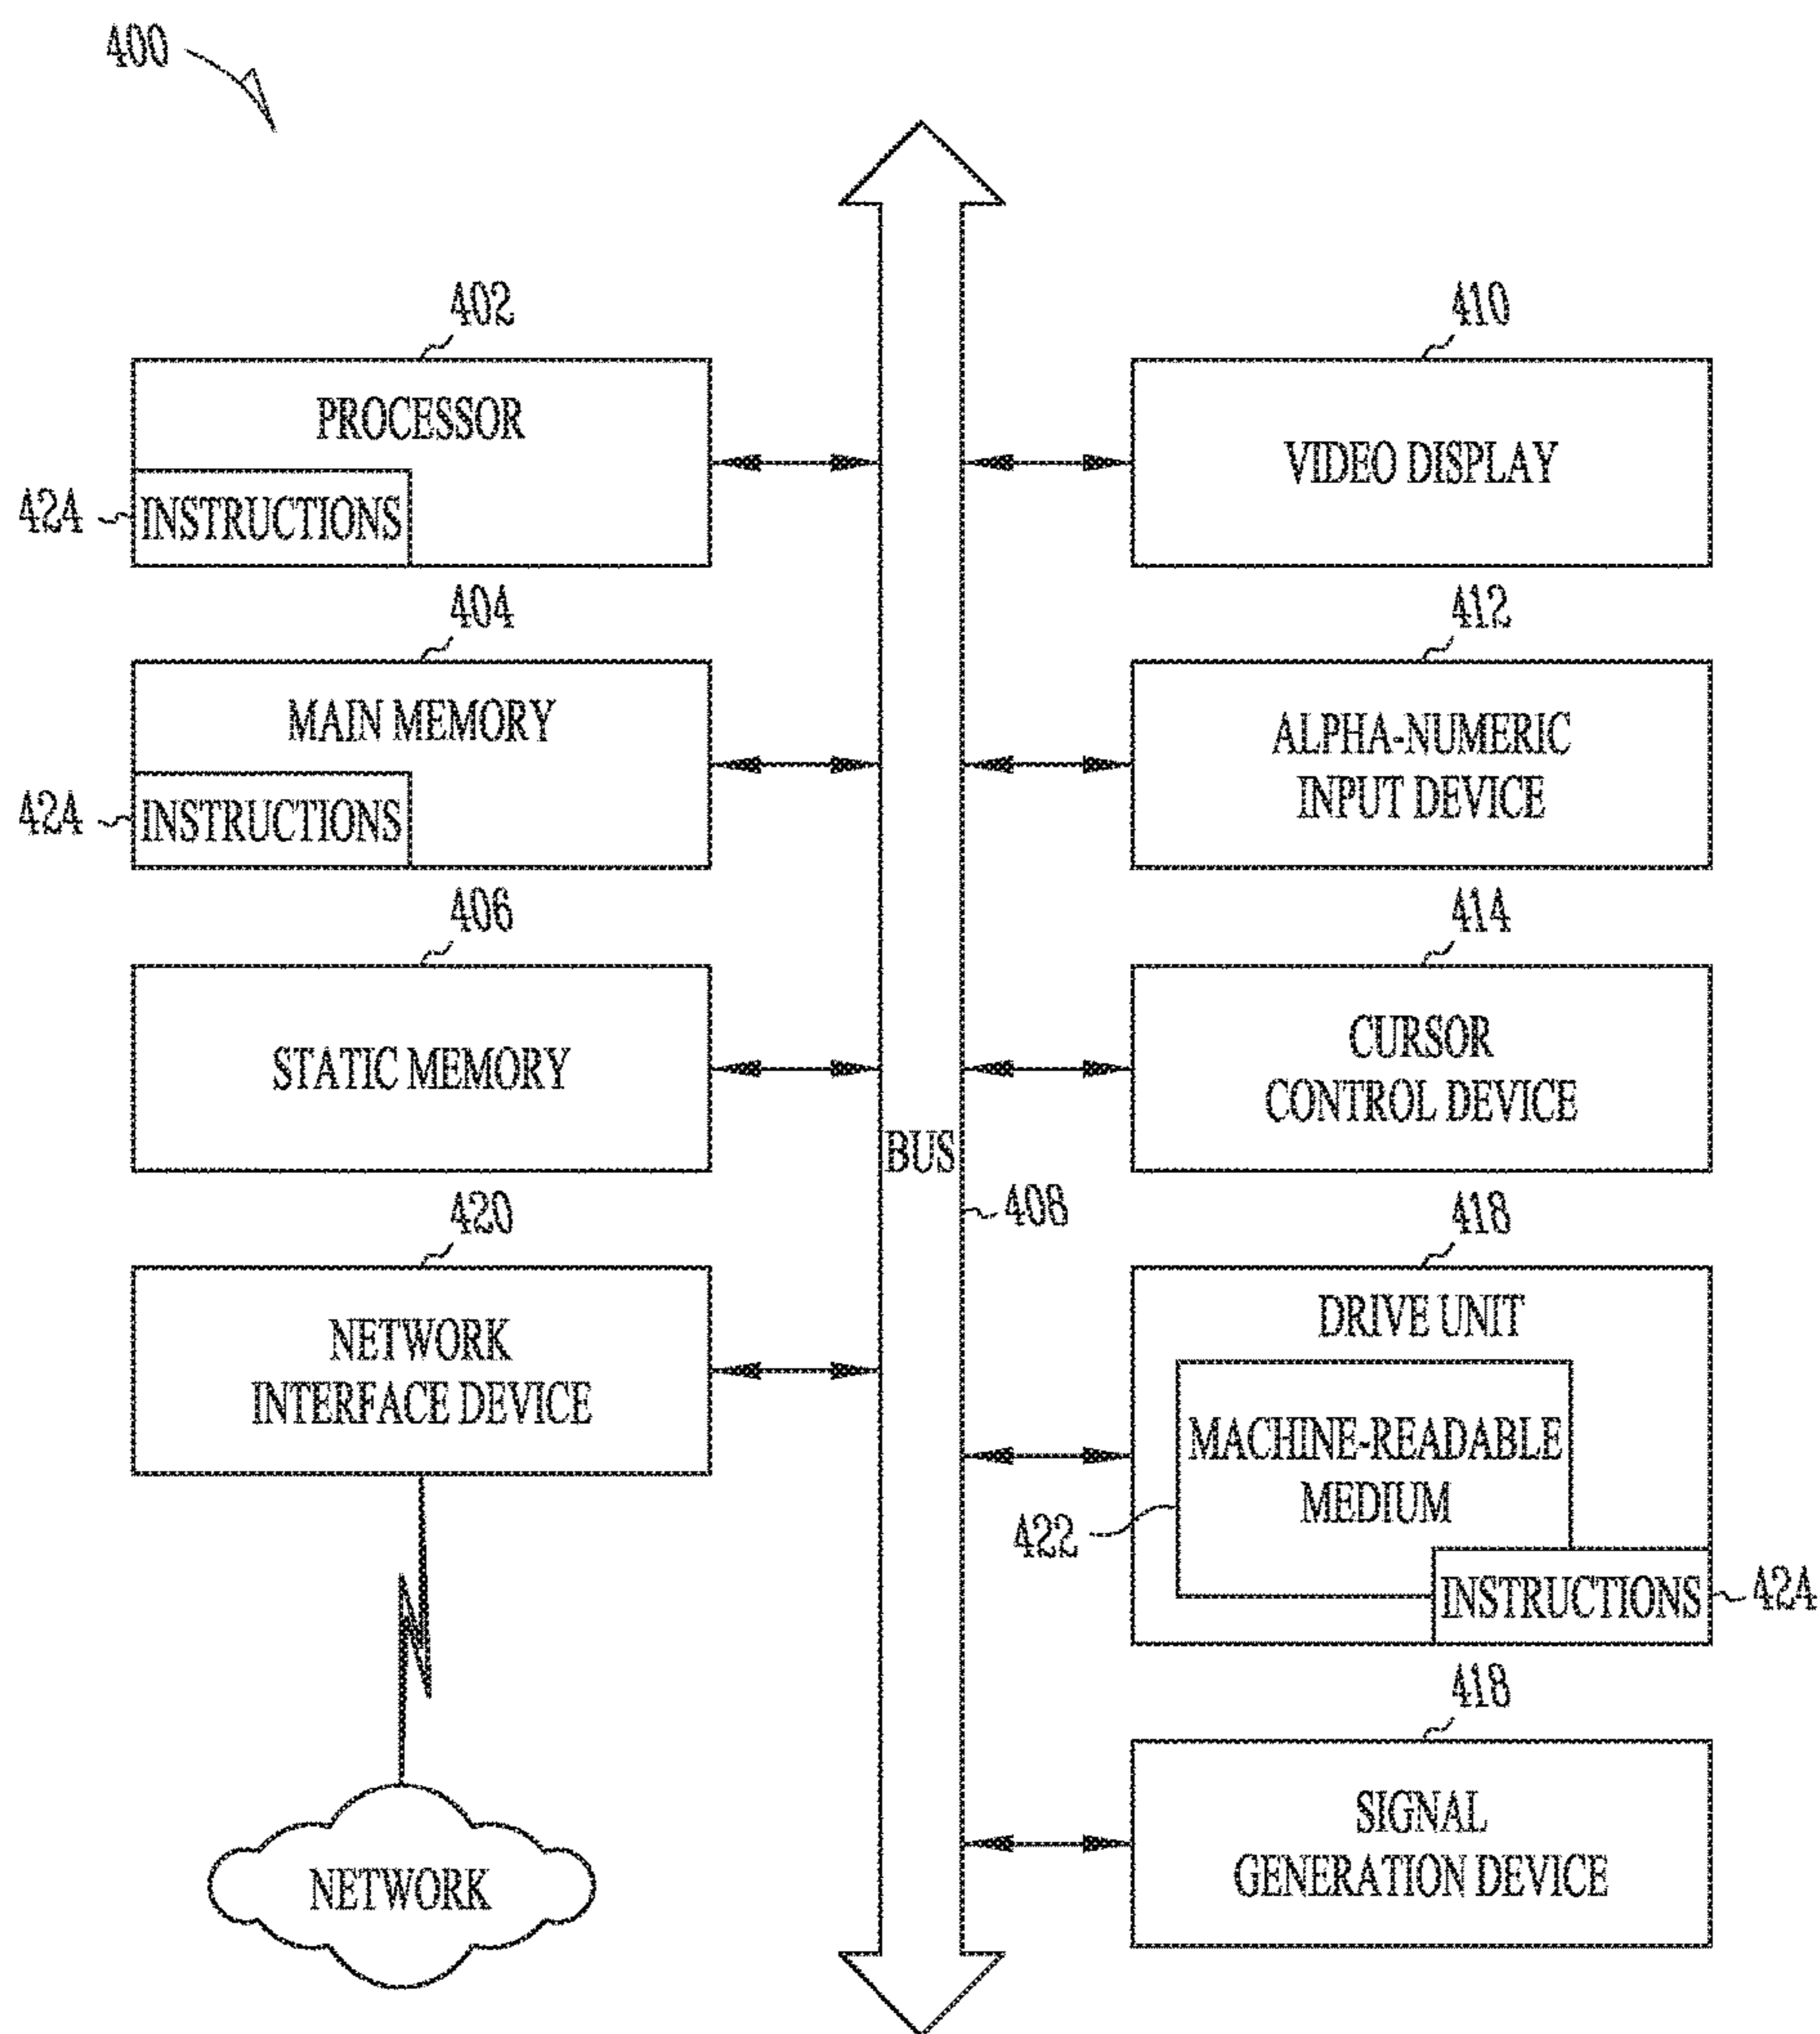 400
402
PROCESSOR
424
INSTRUCTIONS
404
MAIN MEMORY
424
INSTRUCTIONS
406
STATIC MEMORY
420
NETWORK
INTERFACE DEVICE
NETWORK
BUS
408
410
VIDEO DISPLAY
412
ALPHA-NUMERIC
INPUT DEVICE
414
CURSOR
CONTROL DEVICE
418
DRIVE UNIT
MACHINE-READABLE
MEDIUM
422
INSTRUCTIONS
424
418
SIGNAL
GENERATION DEVICE